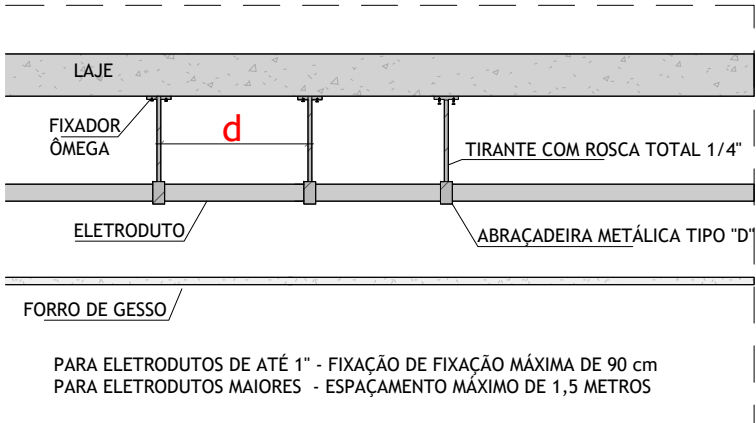 LAJE
FIXADOR
ÔMEGA
d
TIRANTE COM ROSCA TOTAL 1/4"
ELETRODUTO
ABRAÇADEIRA METÁLICA TIPO "D"
FORRO DE GESSO
PARA ELETRODUTOS DE ATÉ 1" - FIXAÇÃO DE FIXAÇÃO MÁXIMA DE 90 cm
PARA ELETRODUTOS MAIORES - ESPAÇAMENTO MÁXIMO DE 1,5 METROS